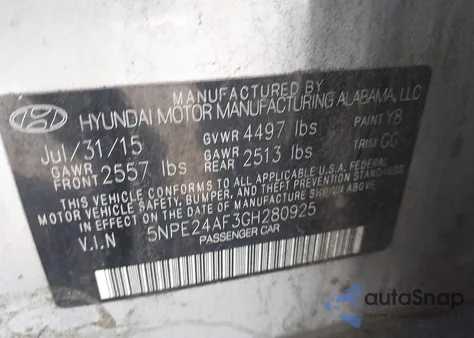 MANUFACTURED BY
HYUNDAI MOTOR MANUFACTURING ALABAMA, LLC
Jul/31/15 GVWR 4497 lbs PAINT Y8
GAWR FRONT 2557 lbs GAWR REAR 2513 lbs TRIM GG
THIS VEHICLE CONFORMS TO ALL APPLICABLE U.S.A. FEDERAL
MOTOR VEHICLE SAFETY, BUMPER, AND THEFT PREVENTION STANDARDS
IN EFFECT ON THE DATE OF MANUFACTURE SHOWN ABOVE.
V.I.N 5NPE24AF3GH280925
PASSENGER CAR
autoSnap